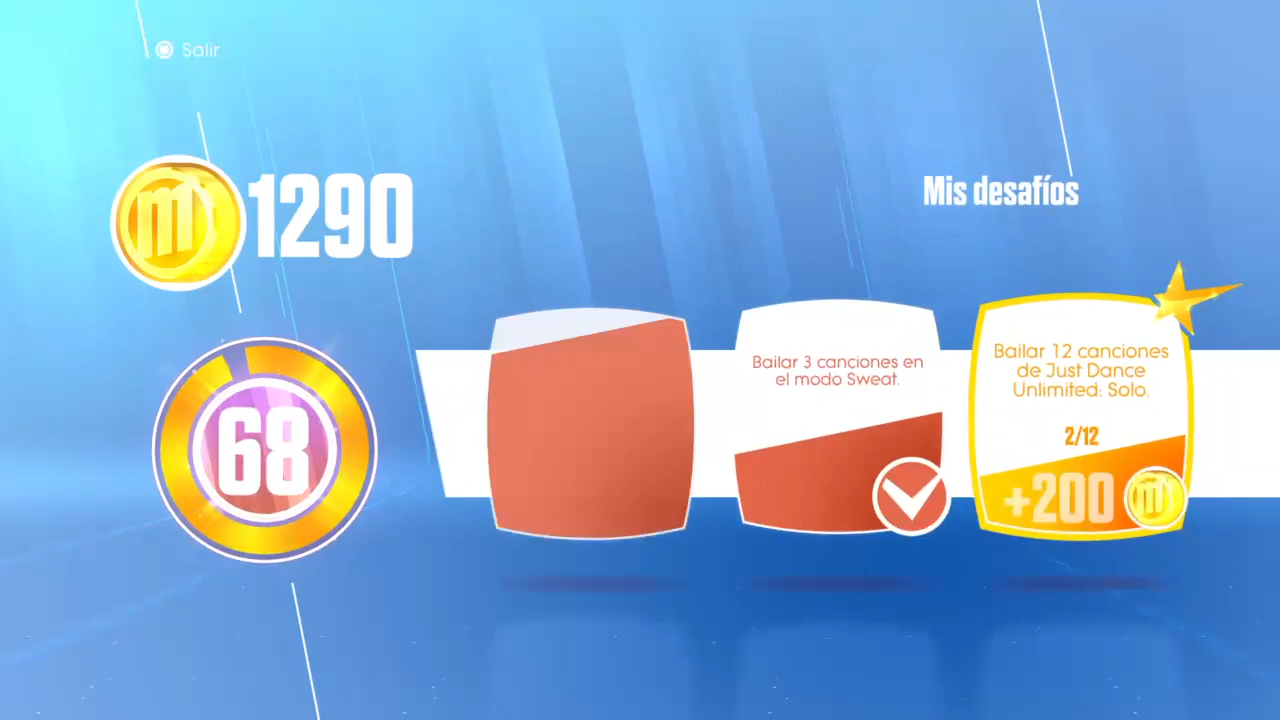 Salir
1290
Mis desafíos
68
Bailar 3 canciones en
el modo Sweat.
Bailar 12 canciones
de Just Dance
Unlimited: Solo.
2/12
+200